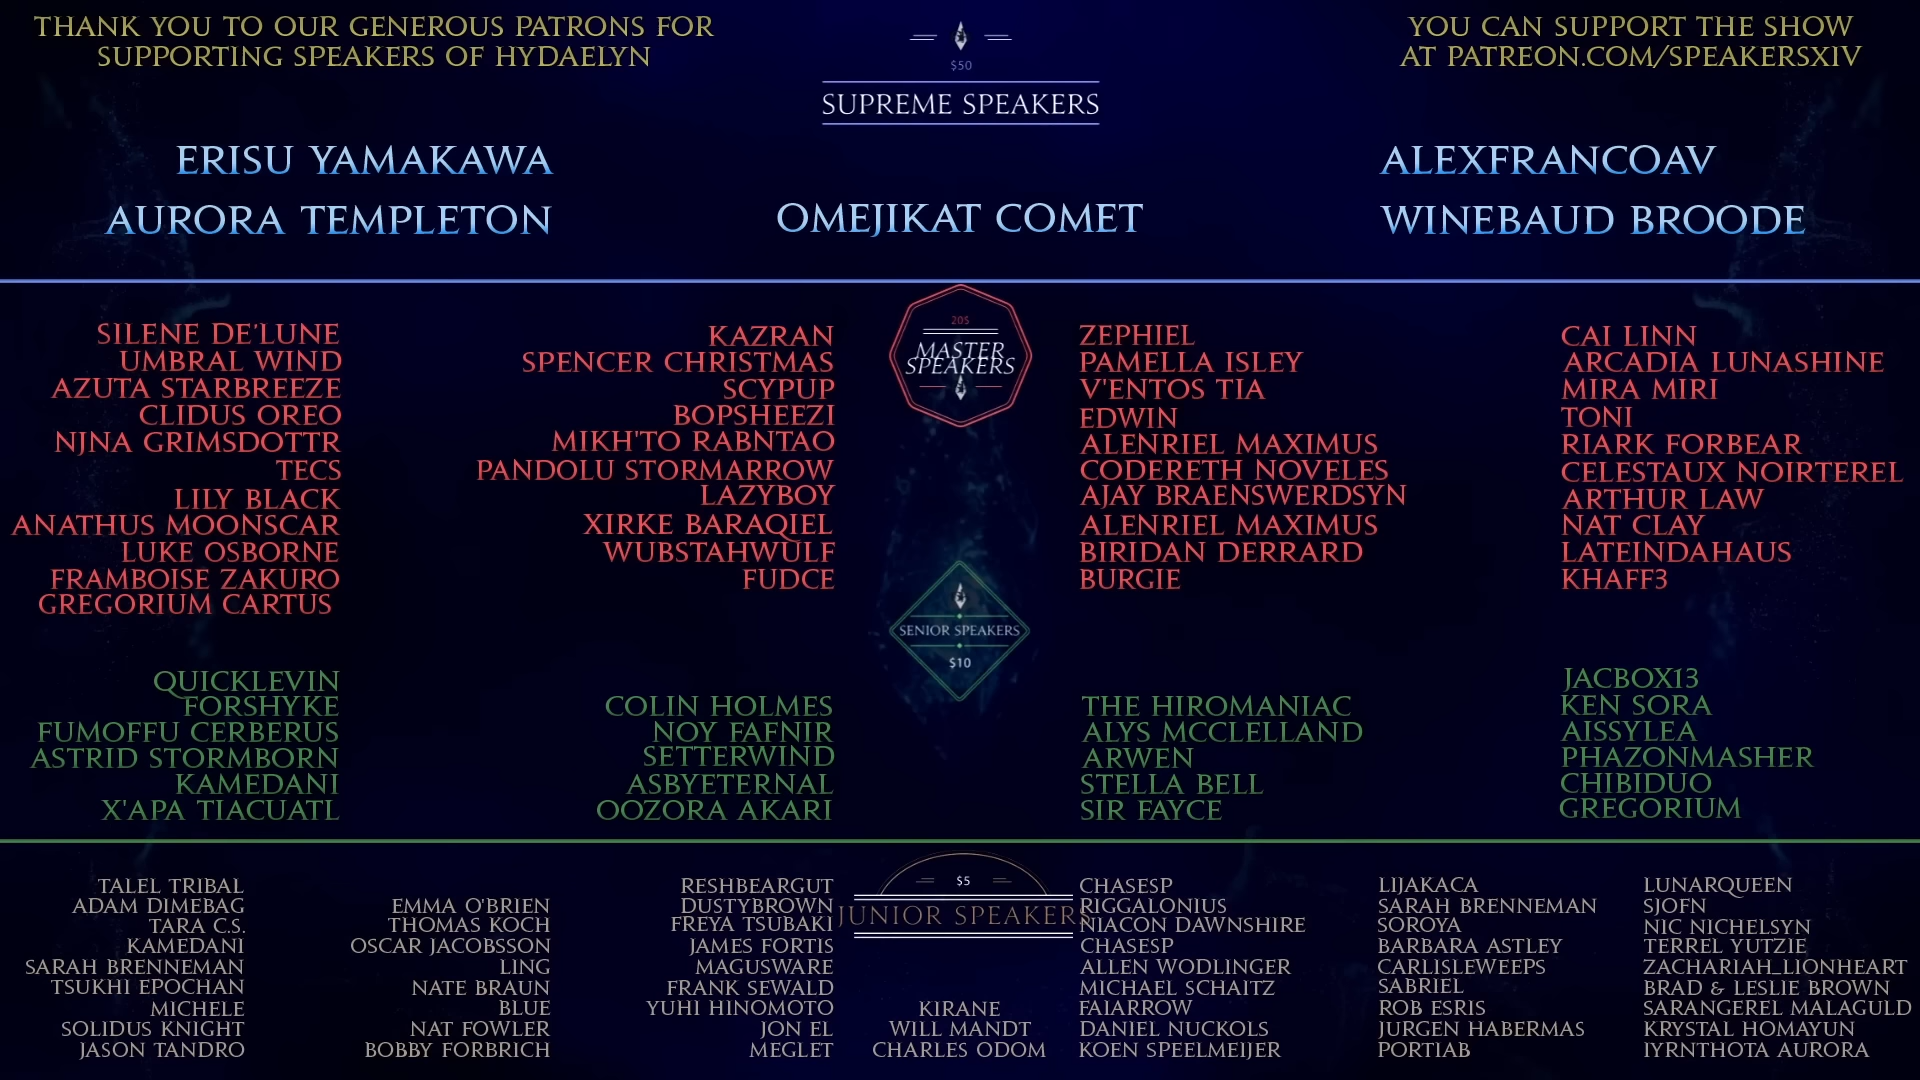 THANK YOU TO OUR GENEROUS PATRONS FOR
SUPPORTING SPEAKERS OF HYDAELYN
$50
SUPREME SPEAKERS
YOU CAN SUPPORT THE SHOW
AT PATREON.COM/SPEAKERSXIV
ERISU YAMAKAWA
AURORA TEMPLETON
OMEJIKAT COMET
ALEXFRANCOAV
WINEBAUD BROODE
20$
MASTER
SPEAKERS
SILENE DE'LUNE
UMBRAL WIND
AZUTA STARBREEZE
CLIDUS OREO
NJNA GRIMSDOTTR
TECS
LILY BLACK
ANATHUS MOONSCAR
LUKE OSBORNE
FRAMBOISE ZAKURO
GREGORIUM CARTUS
KAZRAN
SPENCER CHRISTMAS
SCYPUP
BOPSHEEZI
MIKH'TO RABNTAO
PANDOLU STORMARROW
LAZYBOY
XIRKE BARAQIEL
WUBSTAHWULF
FUDCE
ZEPHIEL
PAMELLA ISLEY
V'ENTOS TIA
EDWIN
ALENRIEL MAXIMUS
CODERETH NOVELES
AJAY BRAENSWERDSYN
ALENRIEL MAXIMUS
BIRIDAN DERRARD
BURGIE
CAI LINN
ARCADIA LUNASHINE
MIRA MIRI
TONI
RIARK FORBEAR
CELESTAUX NOIRTEREL
ARTHUR LAW
NAT CLAY
LATEINDAHAUS
KHAFF3
SENIOR SPEAKERS
$10
QUICKLEVIN
FORSHYKE
FUMOFFU CERBERUS
ASTRID STORMBORN
KAMEDANI
X'APA TIACUATL
COLIN HOLMES
NOY FAFNIR
SETTERWIND
ASBYETERNAL
OOZORA AKARI
THE HIROMANIAC
ALYS MCCLELLAND
ARWEN
STELLA BELL
SIR FAYCE
JACBOX13
KEN SORA
AISSYLEA
PHAZONMASHER
CHIBIDUO
GREGORIUM
$5
JUNIOR SPEAKERS
TALEL TRIBAL
ADAM DIMEBAG
TARA C.S.
KAMEDANI
SARAH BRENNEMAN
TSUKHI EPOCHAN
MICHELE
SOLIDUS KNIGHT
JASON TANDRO
EMMA O'BRIEN
THOMAS KOCH
OSCAR JACOBSSON
LING
NATE BRAUN
BLUE
NAT FOWLER
BOBBY FORBRICH
RESHBEARGUT
DUSTYBROWN
FREYA TSUBAKI
JAMES FORTIS
MAGUSWARE
FRANK SEWALD
YUHI HINOMOTO
JON EL
MEGLET
KIRANE
WILL MANDT
CHARLES ODOM
CHASESP
RIGGALONIUS
NIACON DAWNSHIRE
CHASESP
ALLEN WODLINGER
MICHAEL SCHAITZ
FAIARROW
DANIEL NUCKOLS
KOEN SPEELMEIJER
LIJAKACA
SARAH BRENNEMAN
SOROYA
BARBARA ASTLEY
CARLISLEWEEPS
SABRIEL
ROB ESRIS
JURGEN HABERMAS
PORTIAB
LUNARQUEEN
SJOFN
NIC NICHELSYN
TERREL YUTZIE
ZACHARIAH_LIONHEART
BRAD & LESLIE BROWN
SARANGEREL MALAGULD
KRYSTAL HOMAYUN
IYRNTHOTA AURORA